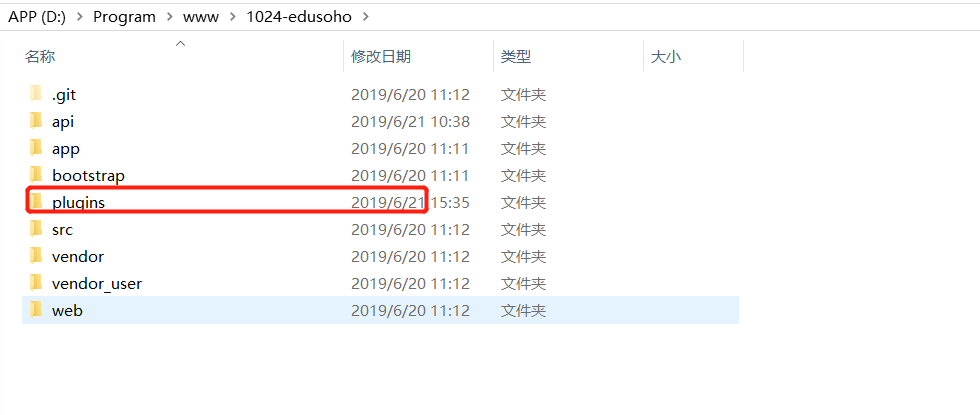 APP (D:) > Program > www > 1024-edusoho >
名称 修改日期 类型 大小
.git 2019/6/20 11:12 文件夹
api 2019/6/21 10:38 文件夹
app 2019/6/20 11:11 文件夹
bootstrap 2019/6/20 11:11 文件夹
plugins 2019/6/21 15:35 文件夹
src 2019/6/20 11:12 文件夹
vendor 2019/6/20 11:12 文件夹
vendor_user 2019/6/20 11:12 文件夹
web 2019/6/20 11:12 文件夹